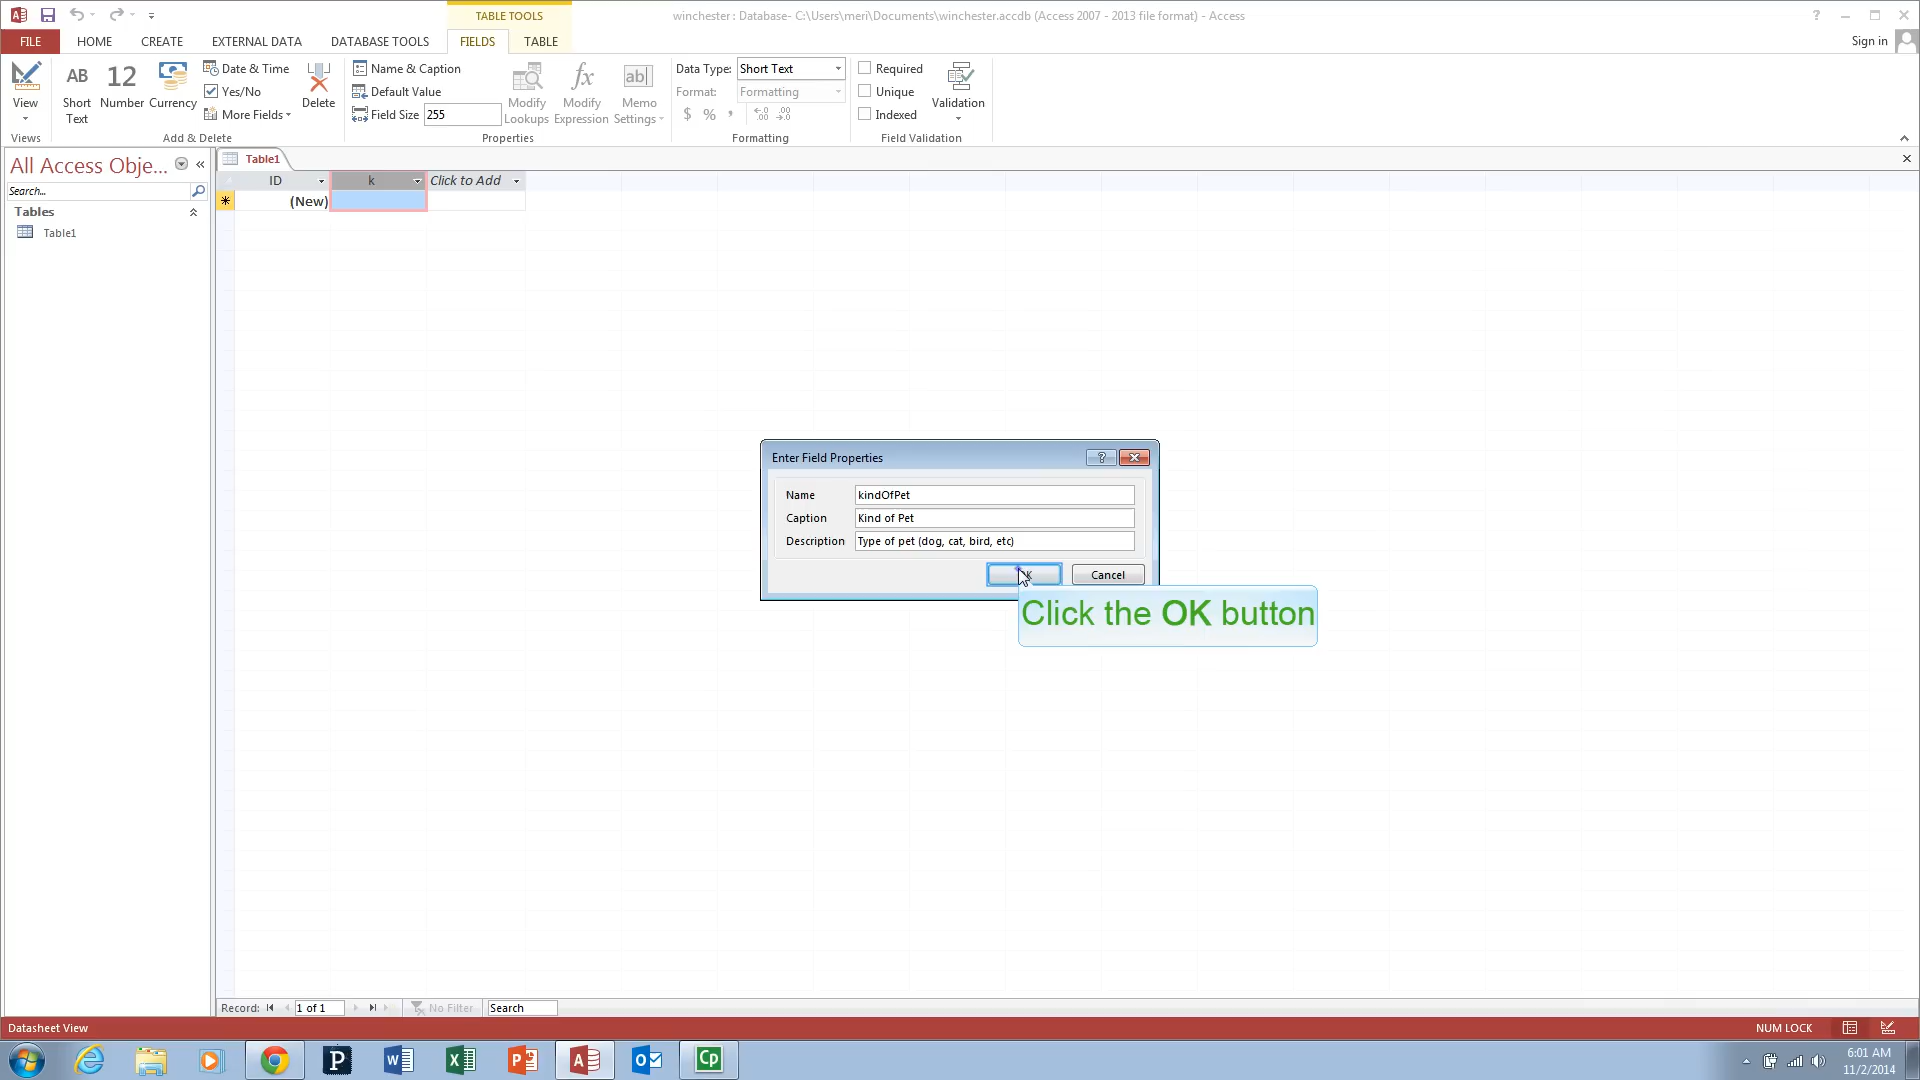 TABLE TOOLS
winchester : Database- C:\Users\meri\Documents\winchester.accdb (Access 2007 - 2013 file format) - Access
FILE HOME CREATE EXTERNAL DATA DATABASE TOOLS FIELDS TABLE
Sign in
View
Views
AB Short Text
12 Number
Currency
Date & Time
Yes/No
More Fields
Delete
Add & Delete
Name & Caption
Default Value
Field Size 255
Modify Lookups
fx Modify Expression
ab| Memo Settings
Properties
Data Type: Short Text
Format: Formatting
$ % , .00 .00
Formatting
Required
Unique
Indexed
Validation
Field Validation
All Access Obje...
Search...
Tables
Table1
Table1
ID k Click to Add
(New)
Enter Field Properties
Name kindOfPet
Caption Kind of Pet
Description Type of pet (dog, cat, bird, etc)
Cancel
Click the OK button
Record: 1 of 1 No Filter Search
Datasheet View
NUM LOCK
P W X P A O Cp
6:01 AM
11/2/2014